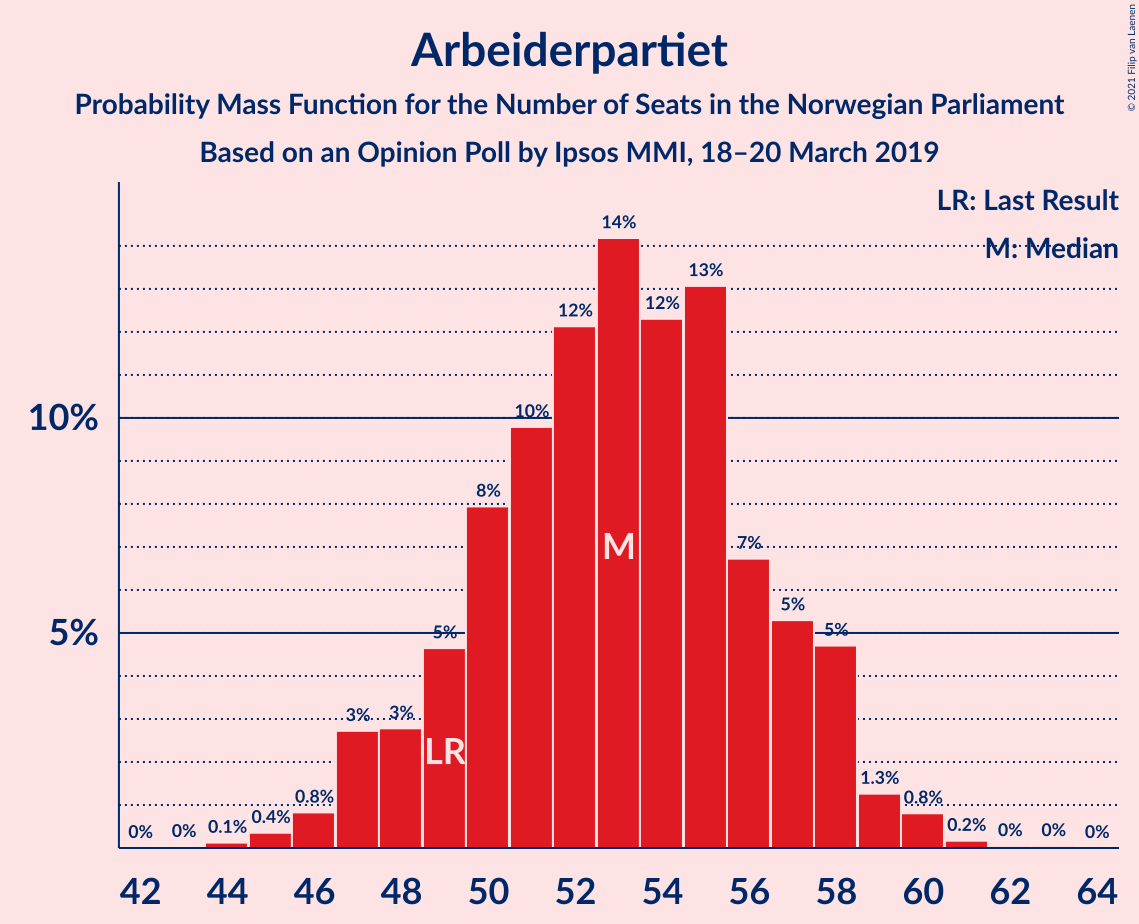 © 2021 Filip van Laenen
Arbeiderpartiet
Probability Mass Function for the Number of Seats in the Norwegian Parliament
Based on an Opinion Poll by Ipsos MMI, 18–20 March 2019
LR: Last Result
M: Median
10%
5%
0%
0%
0.1%
0.4%
0.8%
3%
3%
5%
8%
10%
12%
14%
12%
13%
7%
5%
5%
1.3%
0.8%
0.2%
0%
0%
0%
LR
M
42 44 46 48 50 52 54 56 58 60 62 64